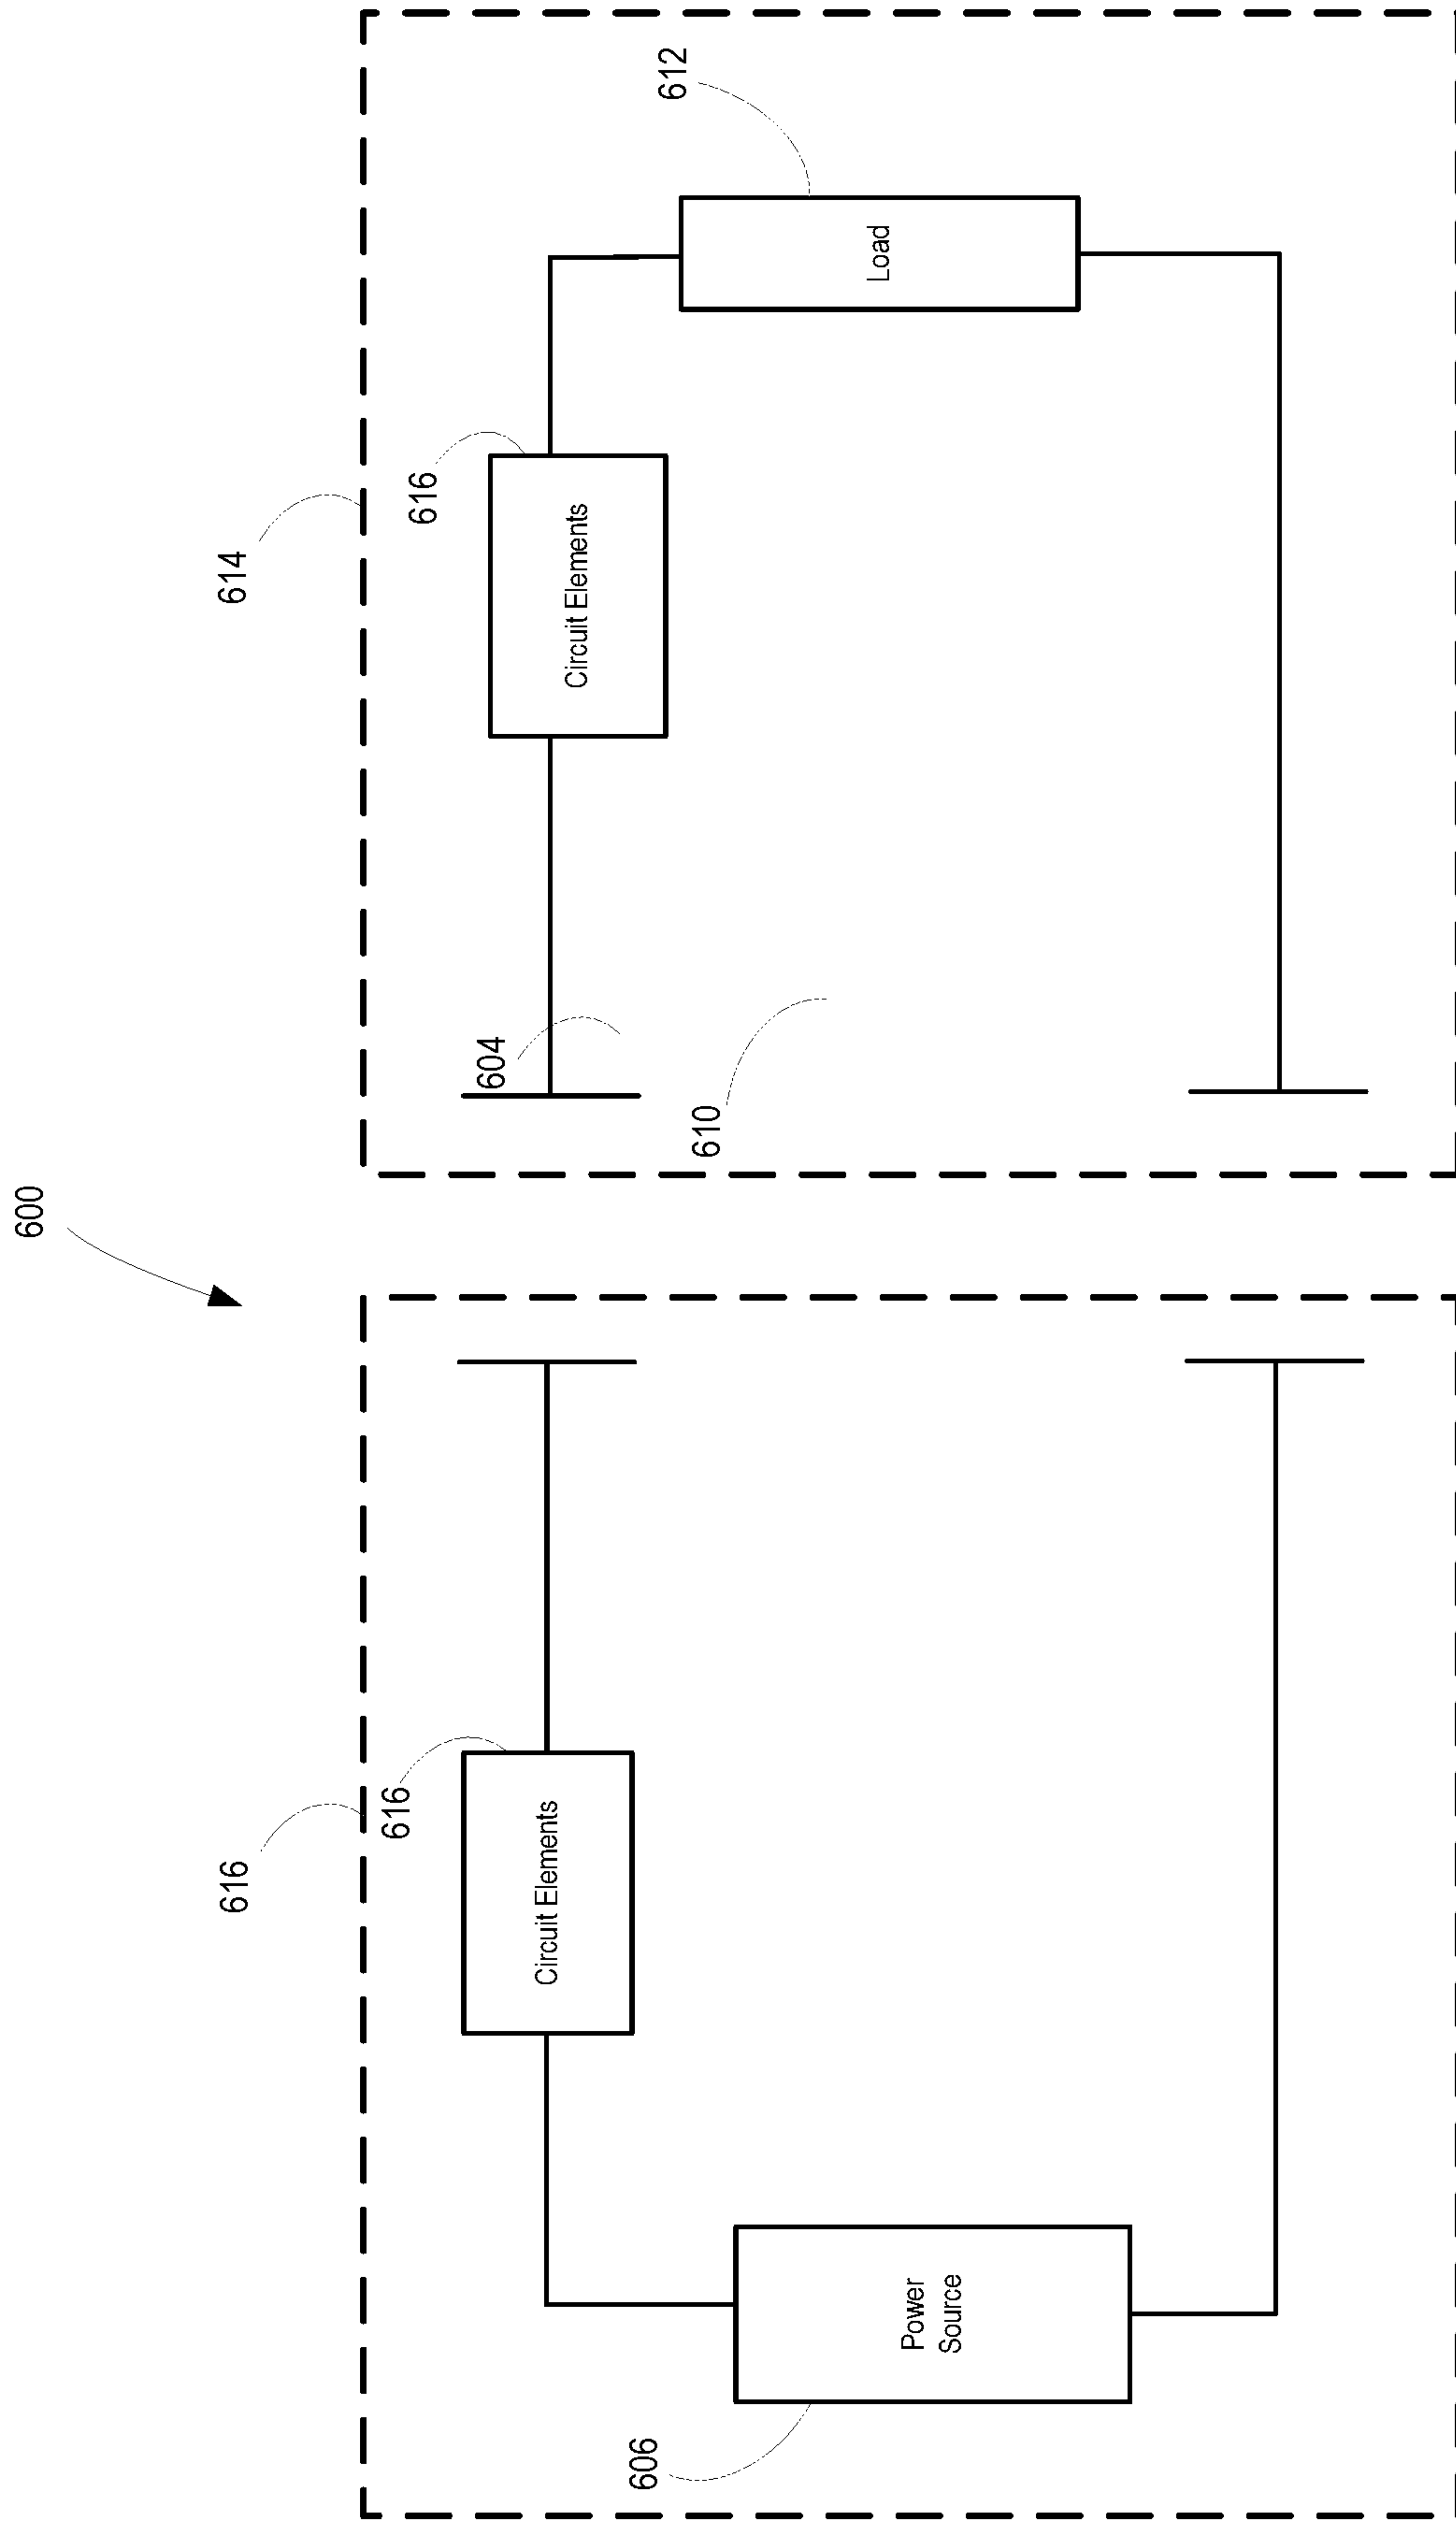 600
616
614
616
Circuit Elements
616
Circuit Elements
604
610
612
606
Power
Source
Load